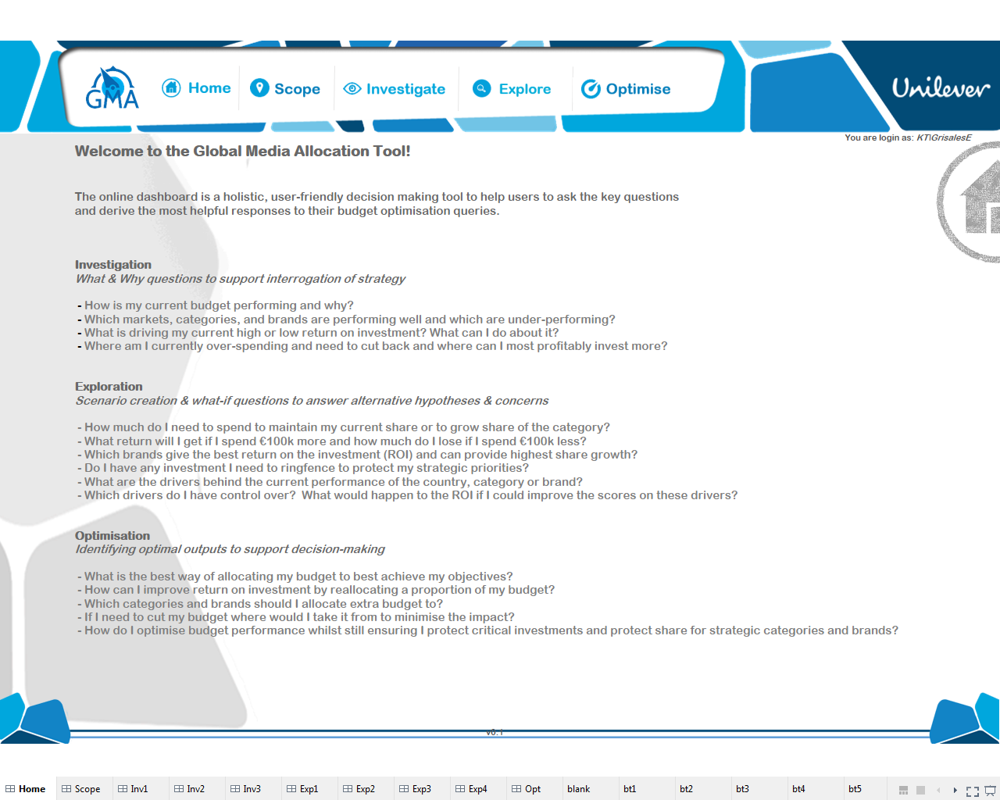 GMA
Home
Scope
Investigate
Explore
Optimise
Unilever
You are login as: KT\GrisalesE
Welcome to the Global Media Allocation Tool!
The online dashboard is a holistic, user-friendly decision making tool to help users to ask the key questions
and derive the most helpful responses to their budget optimisation queries.
Investigation
What & Why questions to support interrogation of strategy
- How is my current budget performing and why?
- Which markets, categories, and brands are performing well and which are under-performing?
- What is driving my current high or low return on investment? What can I do about it?
- Where am I currently over-spending and need to cut back and where can I most profitably invest more?
Exploration
Scenario creation & what-if questions to answer alternative hypotheses & concerns
- How much do I need to spend to maintain my current share or to grow share of the category?
- What return will I get if I spend €100k more and how much do I lose if I spend €100k less?
- Which brands give the best return on the investment (ROI) and can provide highest share growth?
- Do I have any investment I need to ringfence to protect my strategic priorities?
- What are the drivers behind the current performance of the country, category or brand?
- Which drivers do I have control over?  What would happen to the ROI if I could improve the scores on these drivers?
Optimisation
Identifying optimal outputs to support decision-making
- What is the best way of allocating my budget to best achieve my objectives?
- How can I improve return on investment by reallocating a proportion of my budget?
- Which categories and brands should I allocate extra budget to?
- If I need to cut my budget where would I take it from to minimise the impact?
- How do I optimise budget performance whilst still ensuring I protect critical investments and protect share for strategic categories and brands?
Home
Scope
Inv1
Inv2
Inv3
Exp1
Exp2
Exp3
Exp4
Opt
blank
bt1
bt2
bt3
bt4
bt5